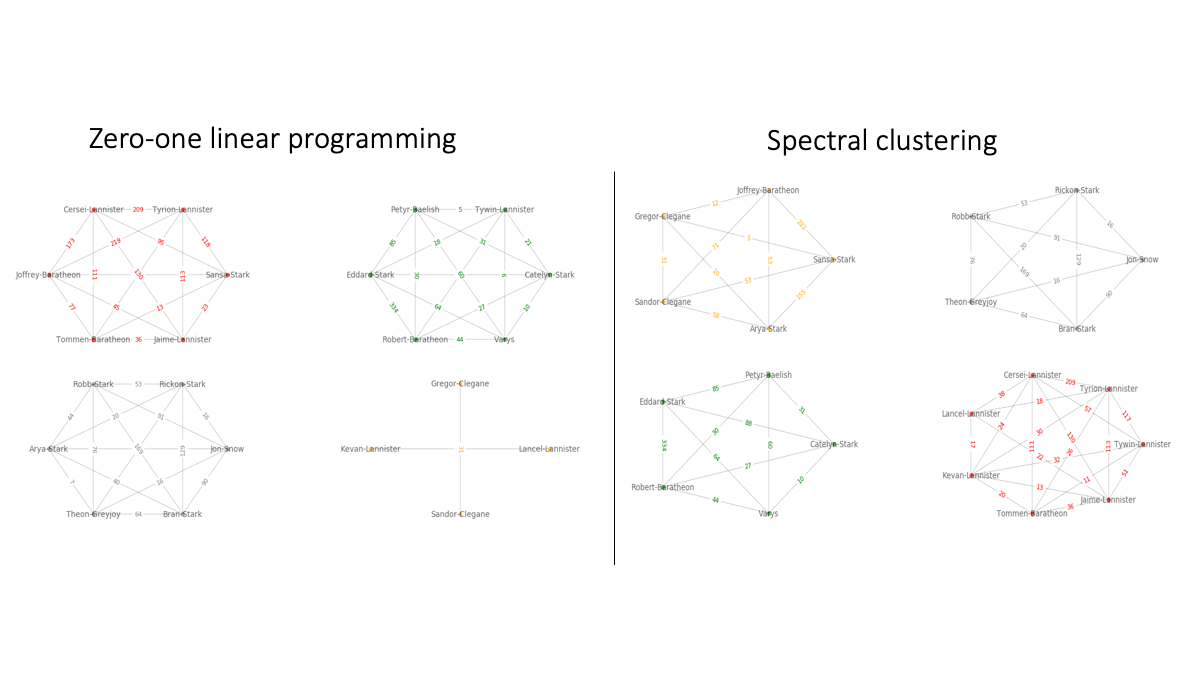 Zero-one linear programming
Cersei-Lannister 209 Tyrion-Lannister
173 219 95 118
Joffrey-Baratheon 111 130 113 Sansa-Stark
77 45 13 23
Tommen-Baratheon 36 Jaime-Lannister
Petyr-Baelish 5 Tywin-Lannister
85 18 31 21
Eddard-Stark 30 60 6 Catelyn-Stark
334 64 27 10
Robert-Baratheon 44 Varys
Robb-Stark 53 Rickon-Stark
44 20 91 16
Arya-Stark 76 169 129 Jon-Snow
7 40 16 90
Theon-Greyjoy 64 Bran-Stark
Gregor-Clegane
Kevan-Lannister 31 Lancel-Lannister
Sandor-Clegane
Spectral clustering
Joffrey-Baratheon
12
Gregor-Clegane
222
5
71
31 53 Sansa-Stark
10
53
155
Sandor-Clegane
58
Arya-Stark
Rickon-Stark
53
Robb-Stark
16
91
20
76 129 Jon-Snow
169
16
90
Theon-Greyjoy
64
Bran-Stark
Petyr-Baelish
85
Eddard-Stark
31
88
30
334 60 Catelyn-Stark
64
27
10
Robert-Baratheon
44
Varys
Cersei-Lannister
209
Tyrion-Lannister
38
18
57
Lancel-Lannister
117
24
30
130
17 111 113 Tywin-Lannister
26
22
32
51
Kevan-Lannister
11
13
20
Jaime-Lannister
36
Tommen-Baratheon